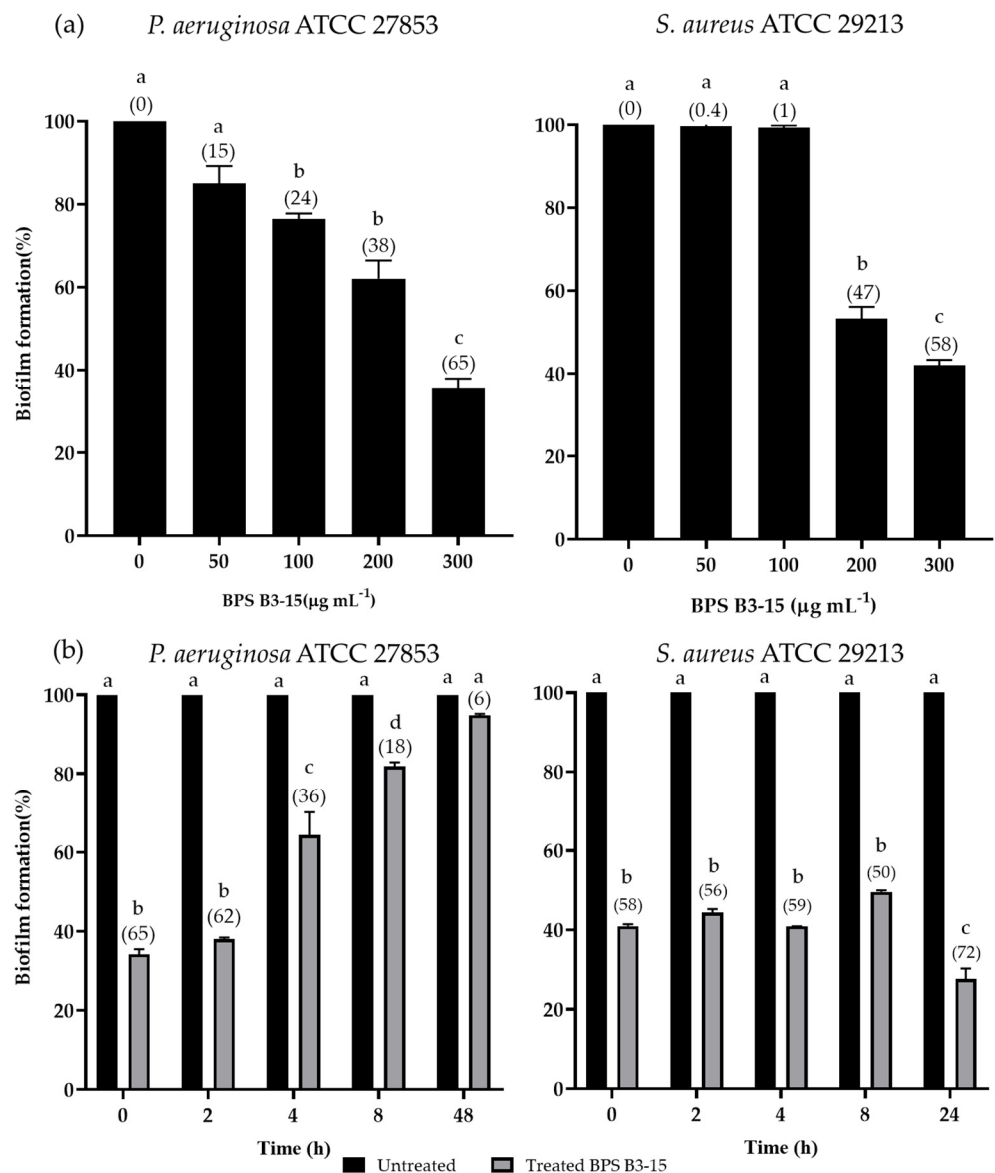 (a) P. aeruginosa ATCC 27853 S. aureus ATCC 29213
Biofilm formation(%)
100
80
60
40
20
0
a
(0)
a
(15)
b
(24)
b
(38)
c
(65)
0 50 100 200 300
BPS B3-15(µg mL⁻¹)
100
80
60
40
20
0
a
(0)
a
(0.4)
a
(1)
b
(47)
c
(58)
0 50 100 200 300
BPS B3-15 (µg mL⁻¹)
(b) P. aeruginosa ATCC 27853 S. aureus ATCC 29213
Biofilm formation(%)
100
80
60
40
20
0
a
b
(65)
a
b
(62)
a
c
(36)
a
d
(18)
a
a
(6)
0 2 4 8 48
Time (h)
100
80
60
40
20
0
a
b
(58)
a
b
(56)
a
b
(59)
a
b
(50)
a
c
(72)
0 2 4 8 24
Time (h)
Untreated Treated BPS B3-15